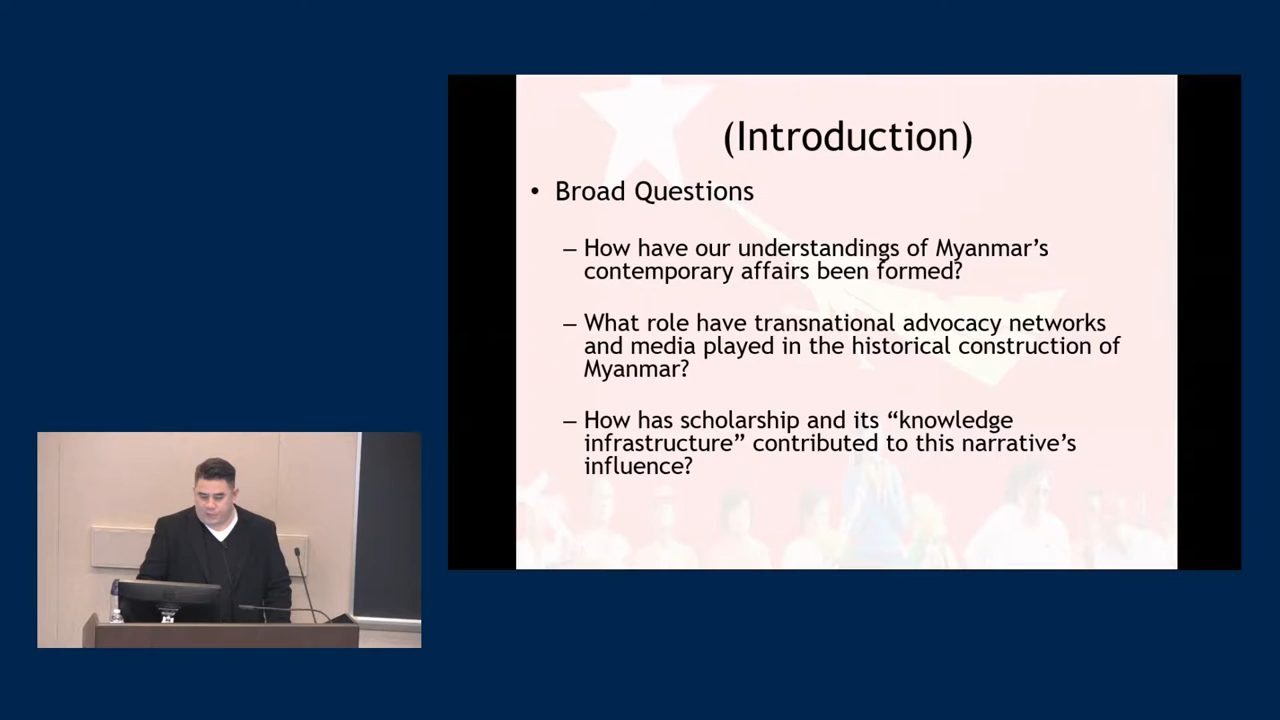 (Introduction)
• Broad Questions
– How have our understandings of Myanmar’s
contemporary affairs been formed?
– What role have transnational advocacy networks
and media played in the historical construction of
Myanmar?
– How has scholarship and its “knowledge
infrastructure” contributed to this narrative’s
influence?